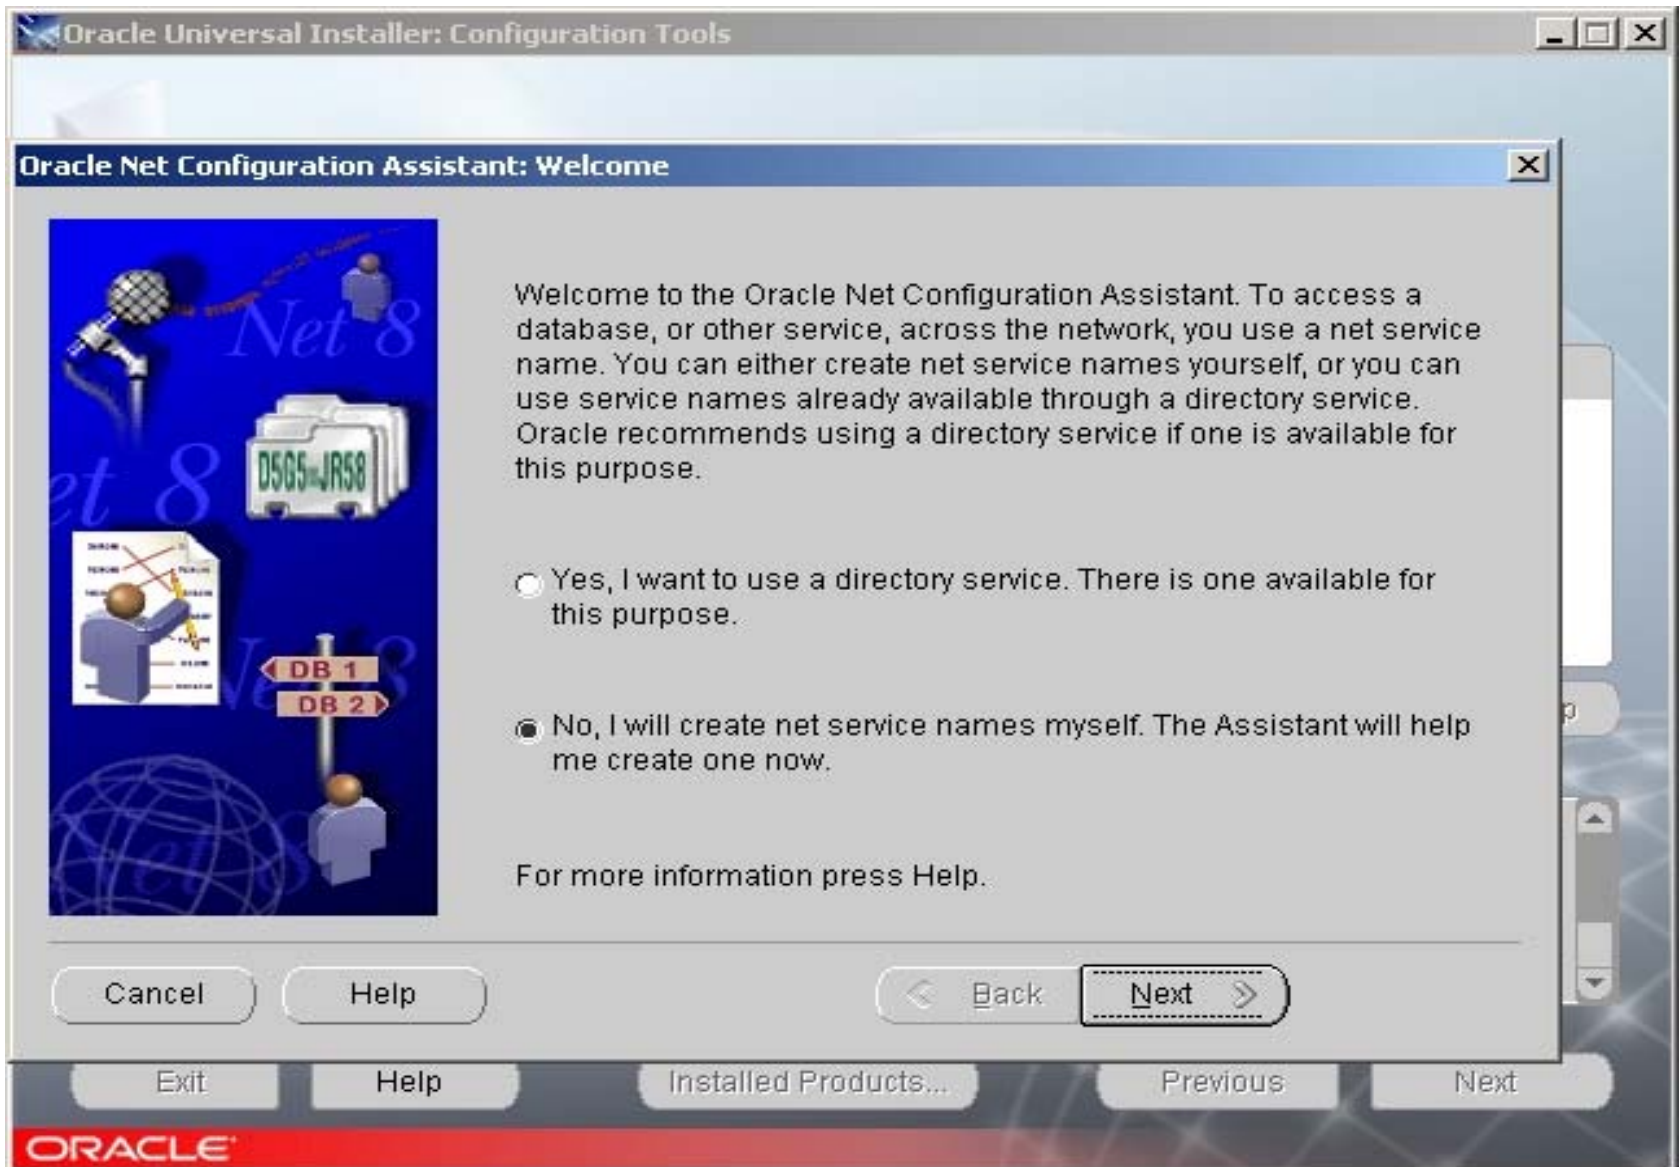 Oracle Universal Installer: Configuration Tools
Oracle Net Configuration Assistant: Welcome
Net 8
D5G5
JR58
et 8
DB 1
DB 2
Net 8
Welcome to the Oracle Net Configuration Assistant. To access a
database, or other service, across the network, you use a net service
name. You can either create net service names yourself, or you can
use service names already available through a directory service.
Oracle recommends using a directory service if one is available for
this purpose.
Yes, I want to use a directory service. There is one available for
this purpose.
No, I will create net service names myself. The Assistant will help
me create one now.
For more information press Help.
Cancel
Help
Back
Next
p
Exit
Help
Installed Products...
Previous
Next
ORACLE